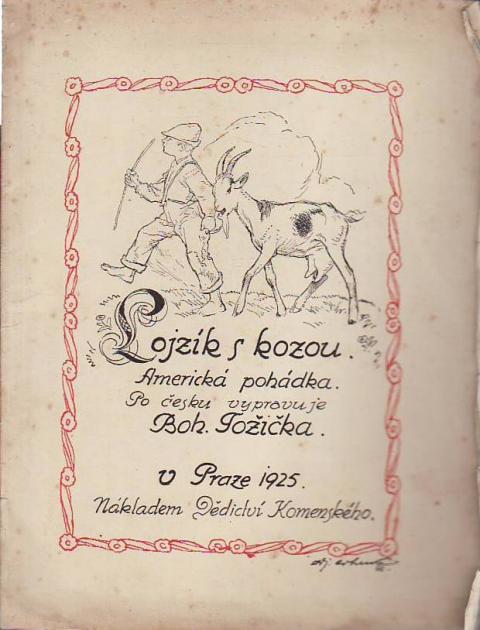 Lojzík s kozou.
Americká pohádka.
Po česku vypravuje
Boh. Tožička.
V Praze 1925.
Nákladem Dědictví Komenského.